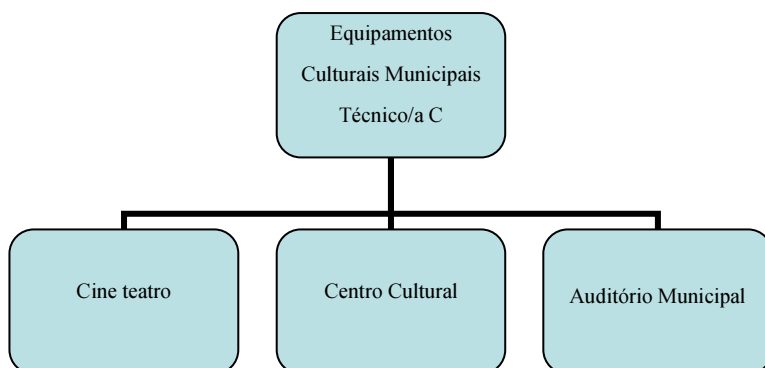 Equipamentos
Culturais Municipais
Técnico/a C
Cine teatro
Centro Cultural
Auditório Municipal